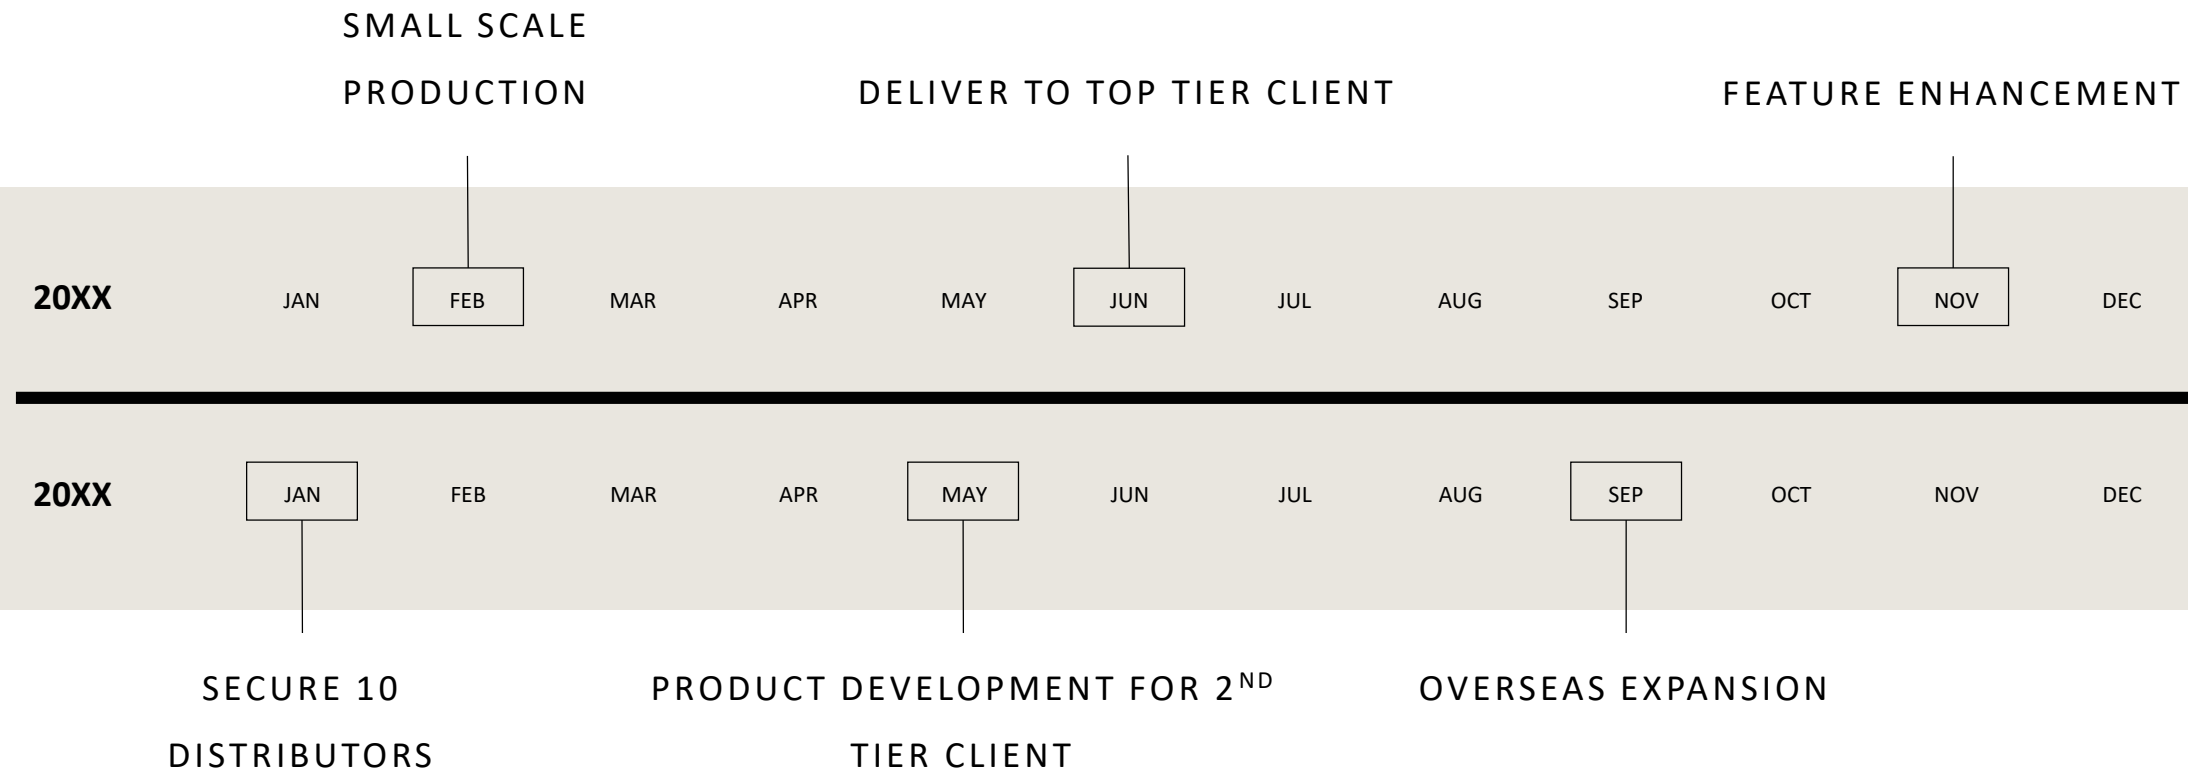 SMALL SCALE
PRODUCTION
DELIVER TO TOP TIER CLIENT
FEATURE ENHANCEMENT
20XX JAN FEB MAR APR MAY JUN JUL AUG SEP OCT NOV DEC
20XX JAN FEB MAR APR MAY JUN JUL AUG SEP OCT NOV DEC
SECURE 10
DISTRIBUTORS
PRODUCT DEVELOPMENT FOR 2ND
TIER CLIENT
OVERSEAS EXPANSION